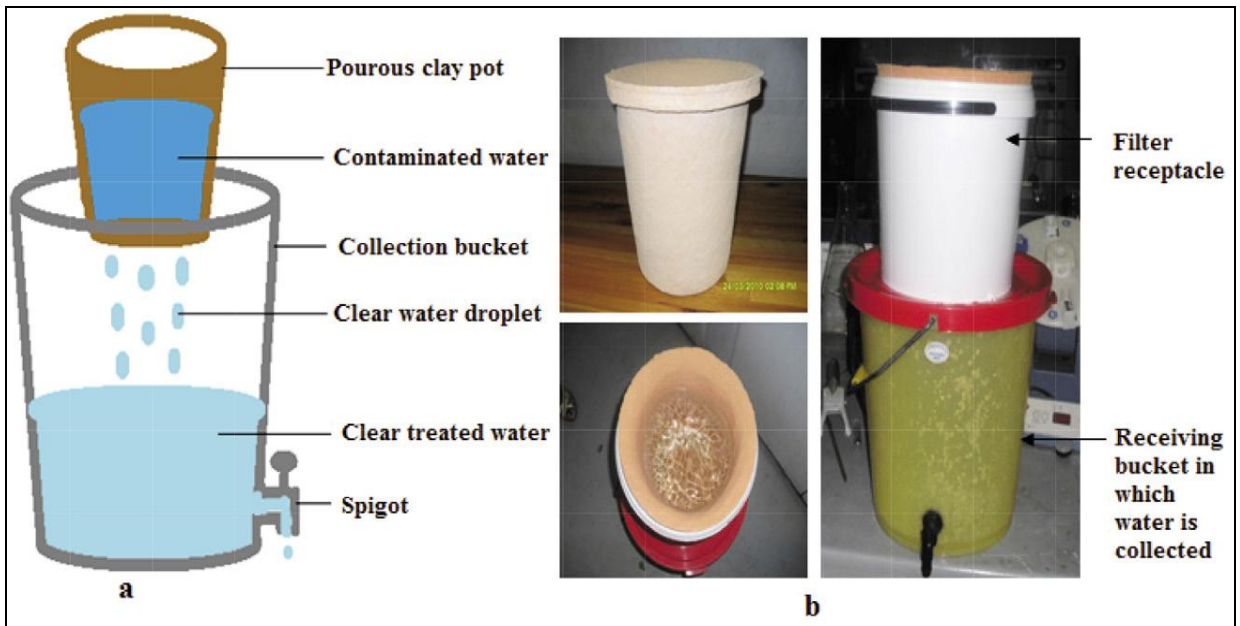 Pourous clay pot
Contaminated water
Collection bucket
Clear water droplet
Clear treated water
Spigot
a
24/03/2010 02:08 PM
Filter
receptacle
Receiving
bucket in
which
water is
collected
b